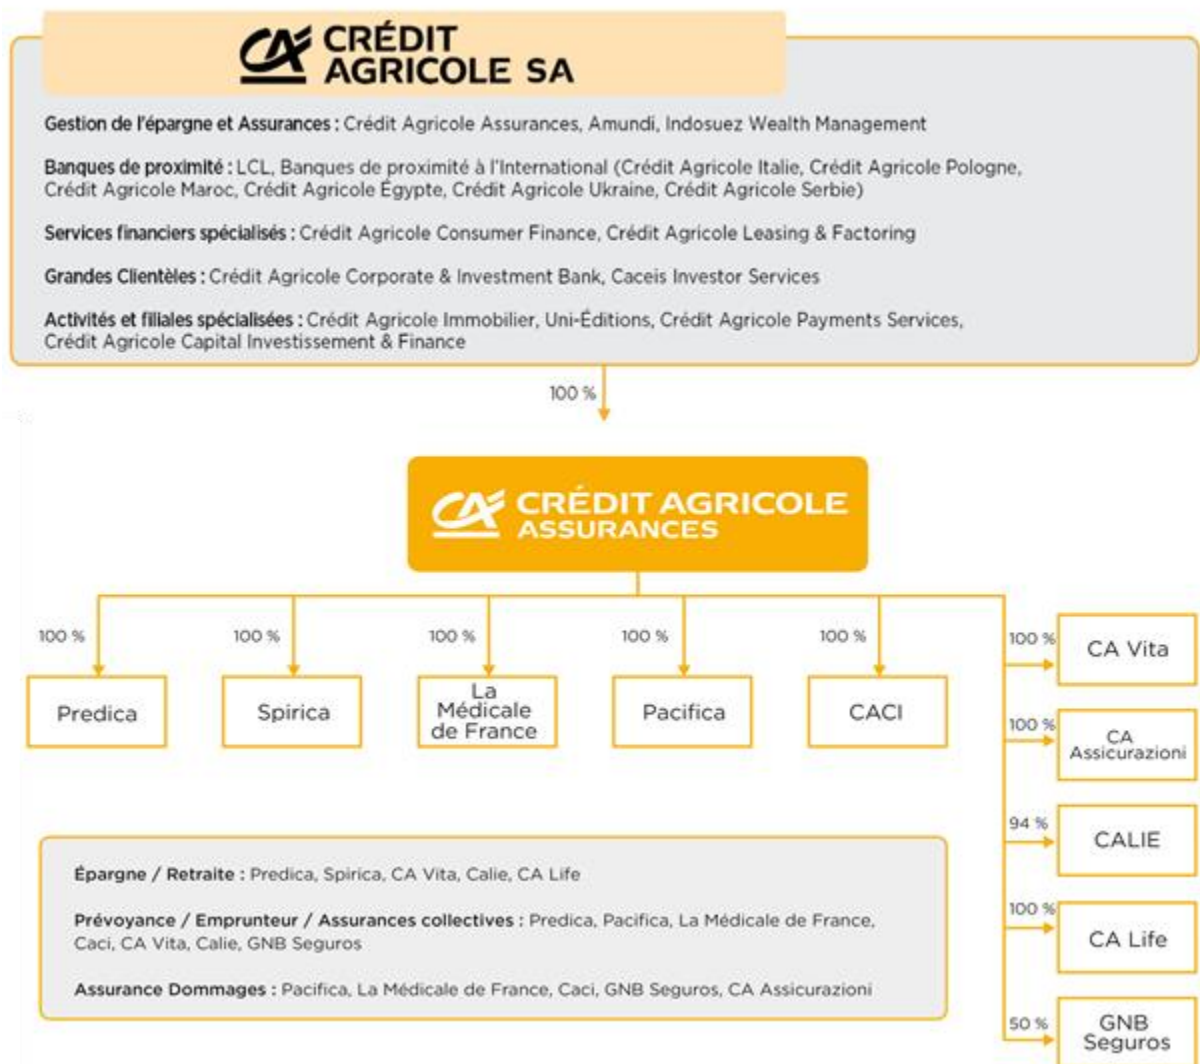 CRÉDIT
AGRICOLE SA
Gestion de l'épargne et Assurances : Crédit Agricole Assurances, Amundi, Indosuez Wealth Management
Banques de proximité : LCL, Banques de proximité à l'International (Crédit Agricole Italie, Crédit Agricole Pologne,
Crédit Agricole Maroc, Crédit Agricole Égypte, Crédit Agricole Ukraine, Crédit Agricole Serbie)
Services financiers spécialisés : Crédit Agricole Consumer Finance, Crédit Agricole Leasing & Factoring
Grandes Clientèles : Crédit Agricole Corporate & Investment Bank, Caceis Investor Services
Activités et filiales spécialisées : Crédit Agricole Immobilier, Uni-Éditions, Crédit Agricole Payments Services,
Crédit Agricole Capital Investissement & Finance
100 %
CRÉDIT AGRICOLE
ASSURANCES
100 %
100 %
100 %
100 %
100 %
Predica
Spirica
La
Médicale
de France
Pacifica
CACI
100 %
CA Vita
100 %
CA
Assicurazioni
94 %
CALIE
100 %
CA Life
50 %
GNB
Seguros
Épargne / Retraite : Predica, Spirica, CA Vita, Calie, CA Life
Prévoyance / Emprunteur / Assurances collectives : Predica, Pacifica, La Médicale de France,
Caci, CA Vita, Calie, GNB Seguros
Assurance Dommages : Pacifica, La Médicale de France, Caci, GNB Seguros, CA Assicurazioni